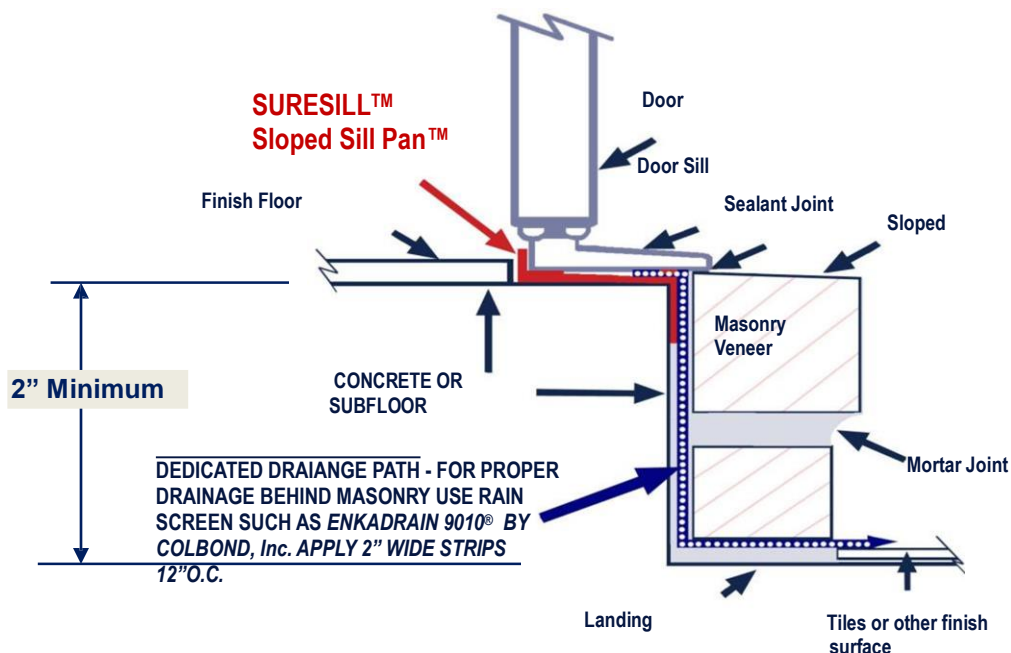 SURESILL™
Sloped Sill Pan™
Door
Door Sill
Finish Floor
Sealant Joint
Sloped
Masonry
Veneer
2” Minimum
CONCRETE OR
SUBFLOOR
Mortar Joint
DEDICATED DRAIANGE PATH - FOR PROPER
DRAINAGE BEHIND MASONRY USE RAIN
SCREEN SUCH AS ENKADRAIN 9010® BY
COLBOND, Inc. APPLY 2” WIDE STRIPS
12”O.C.
Landing
Tiles or other finish
surface